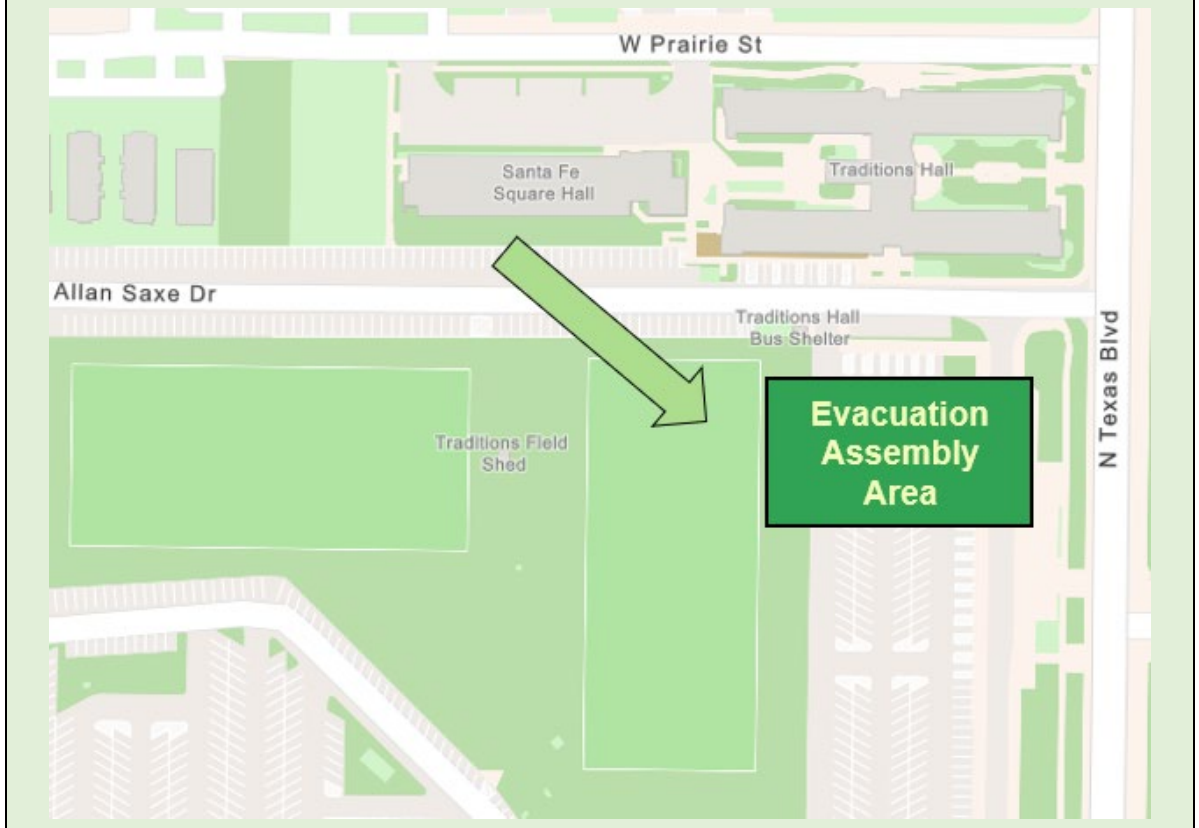 W Prairie St
Santa Fe
Square Hall
Traditions Hall
Allan Saxe Dr
Traditions Hall
Bus Shelter
N Texas Blvd
Evacuation
Assembly
Area
Traditions Field
Shed